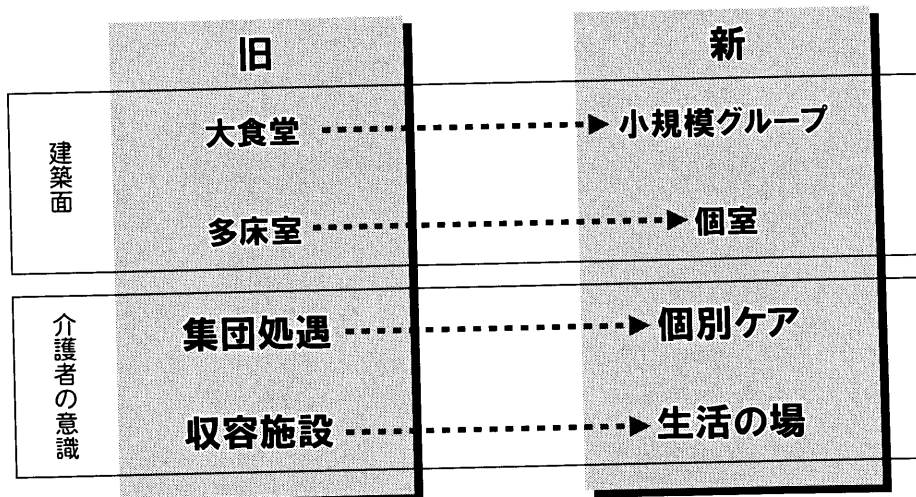 旧
新
建築面
大食堂
小規模グループ
多床室
個室
介護者の意識
集団処遇
個別ケア
収容施設
生活の場